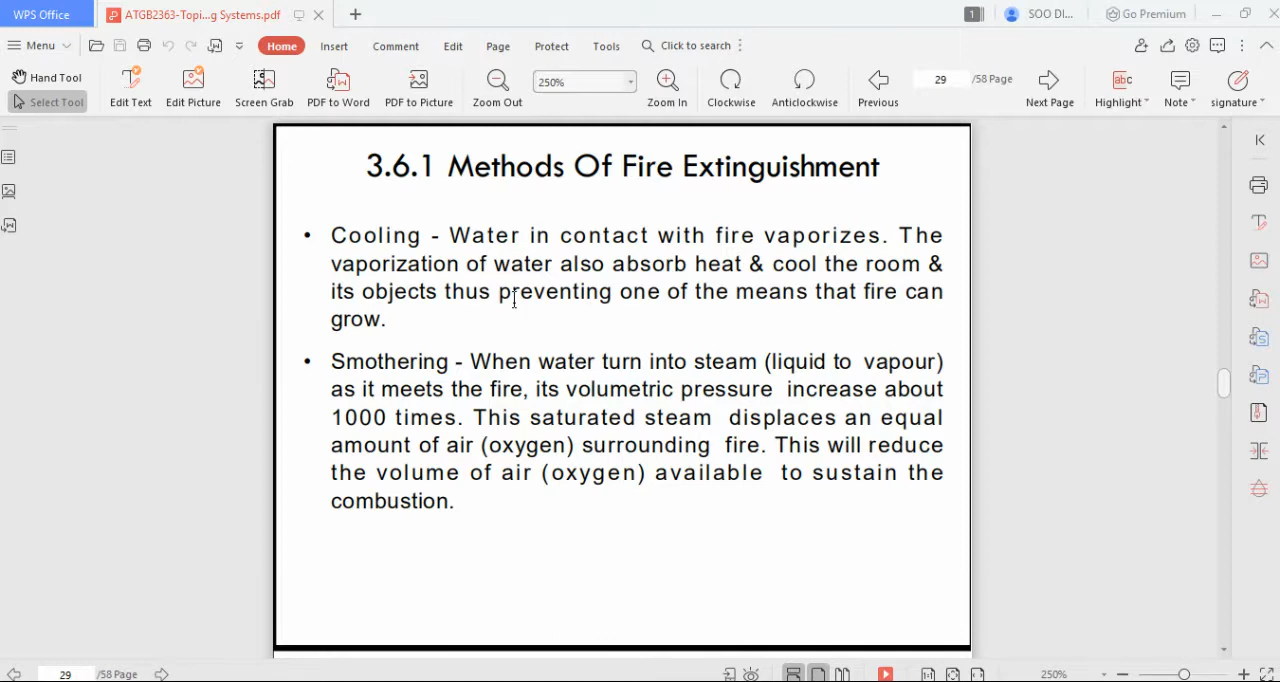 WPS Office
ATGB2363-Topi...g Systems.pdf
1
SOO DI...
Go Premium
Menu
Home
Insert
Comment
Edit
Page
Protect
Tools
Click to search
Hand Tool
Select Tool
Edit Text
Edit Picture
Screen Grab
PDF to Word
PDF to Picture
Zoom Out
250%
Zoom In
Clockwise
Anticlockwise
Previous
29 /58 Page
Next Page
abc
Highlight
Note
signature
3.6.1 Methods Of Fire Extinguishment
• Cooling - Water in contact with fire vaporizes. The
vaporization of water also absorb heat & cool the room &
its objects thus preventing one of the means that fire can
grow.
• Smothering - When water turn into steam (liquid to vapour)
as it meets the fire, its volumetric pressure increase about
1000 times. This saturated steam displaces an equal
amount of air (oxygen) surrounding fire. This will reduce
the volume of air (oxygen) available to sustain the
combustion.
29 /58 Page
250%